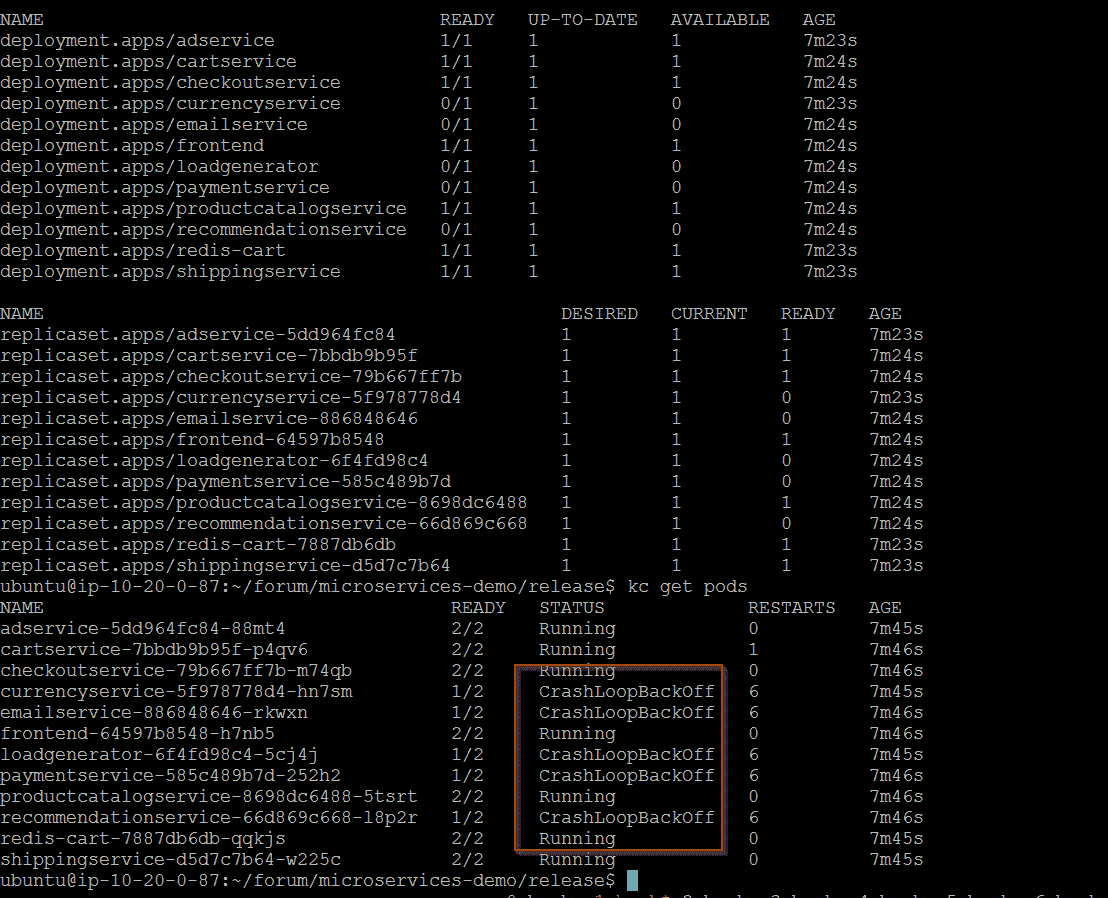 NAME READY UP-TO-DATE AVAILABLE AGE
deployment.apps/adservice 1/1 1 1 7m23s
deployment.apps/cartservice 1/1 1 1 7m24s
deployment.apps/checkoutservice 1/1 1 1 7m24s
deployment.apps/currencyservice 0/1 1 0 7m23s
deployment.apps/emailservice 0/1 1 0 7m24s
deployment.apps/frontend 1/1 1 1 7m24s
deployment.apps/loadgenerator 0/1 1 0 7m24s
deployment.apps/paymentservice 0/1 1 0 7m24s
deployment.apps/productcatalogservice 1/1 1 1 7m24s
deployment.apps/recommendationservice 0/1 1 0 7m24s
deployment.apps/redis-cart 1/1 1 1 7m23s
deployment.apps/shippingservice 1/1 1 1 7m23s
NAME DESIRED CURRENT READY AGE
replicaset.apps/adservice-5dd964fc84 1 1 1 7m23s
replicaset.apps/cartservice-7bbdb9b95f 1 1 1 7m24s
replicaset.apps/checkoutservice-79b667ff7b 1 1 1 7m24s
replicaset.apps/currencyservice-5f978778d4 1 1 0 7m23s
replicaset.apps/emailservice-886848646 1 1 0 7m24s
replicaset.apps/frontend-64597b8548 1 1 1 7m24s
replicaset.apps/loadgenerator-6f4fd98c4 1 1 0 7m24s
replicaset.apps/paymentservice-585c489b7d 1 1 0 7m24s
replicaset.apps/productcatalogservice-8698dc6488 1 1 1 7m24s
replicaset.apps/recommendationservice-66d869c668 1 1 0 7m24s
replicaset.apps/redis-cart-7887db6db 1 1 1 7m23s
replicaset.apps/shippingservice-d5d7c7b64 1 1 1 7m23s
ubuntu@ip-10-20-0-87:~/forum/microservices-demo/release$ kc get pods
NAME READY STATUS RESTARTS AGE
adservice-5dd964fc84-88mt4 2/2 Running 0 7m45s
cartservice-7bbdb9b95f-p4qv6 2/2 Running 1 7m46s
checkoutservice-79b667ff7b-m74qb 2/2 Running 0 7m46s
currencyservice-5f978778d4-hn7sm 1/2 CrashLoopBackOff 6 7m45s
emailservice-886848646-rkwxn 1/2 CrashLoopBackOff 6 7m46s
frontend-64597b8548-h7nb5 2/2 Running 0 7m46s
loadgenerator-6f4fd98c4-5cj4j 1/2 CrashLoopBackOff 6 7m45s
paymentservice-585c489b7d-252h2 1/2 CrashLoopBackOff 6 7m46s
productcatalogservice-8698dc6488-5tsrt 2/2 Running 0 7m46s
recommendationservice-66d869c668-l8p2r 1/2 CrashLoopBackOff 6 7m46s
redis-cart-7887db6db-qqkjs 2/2 Running 0 7m45s
shippingservice-d5d7c7b64-w225c 2/2 Running 0 7m45s
ubuntu@ip-10-20-0-87:~/forum/microservices-demo/release$